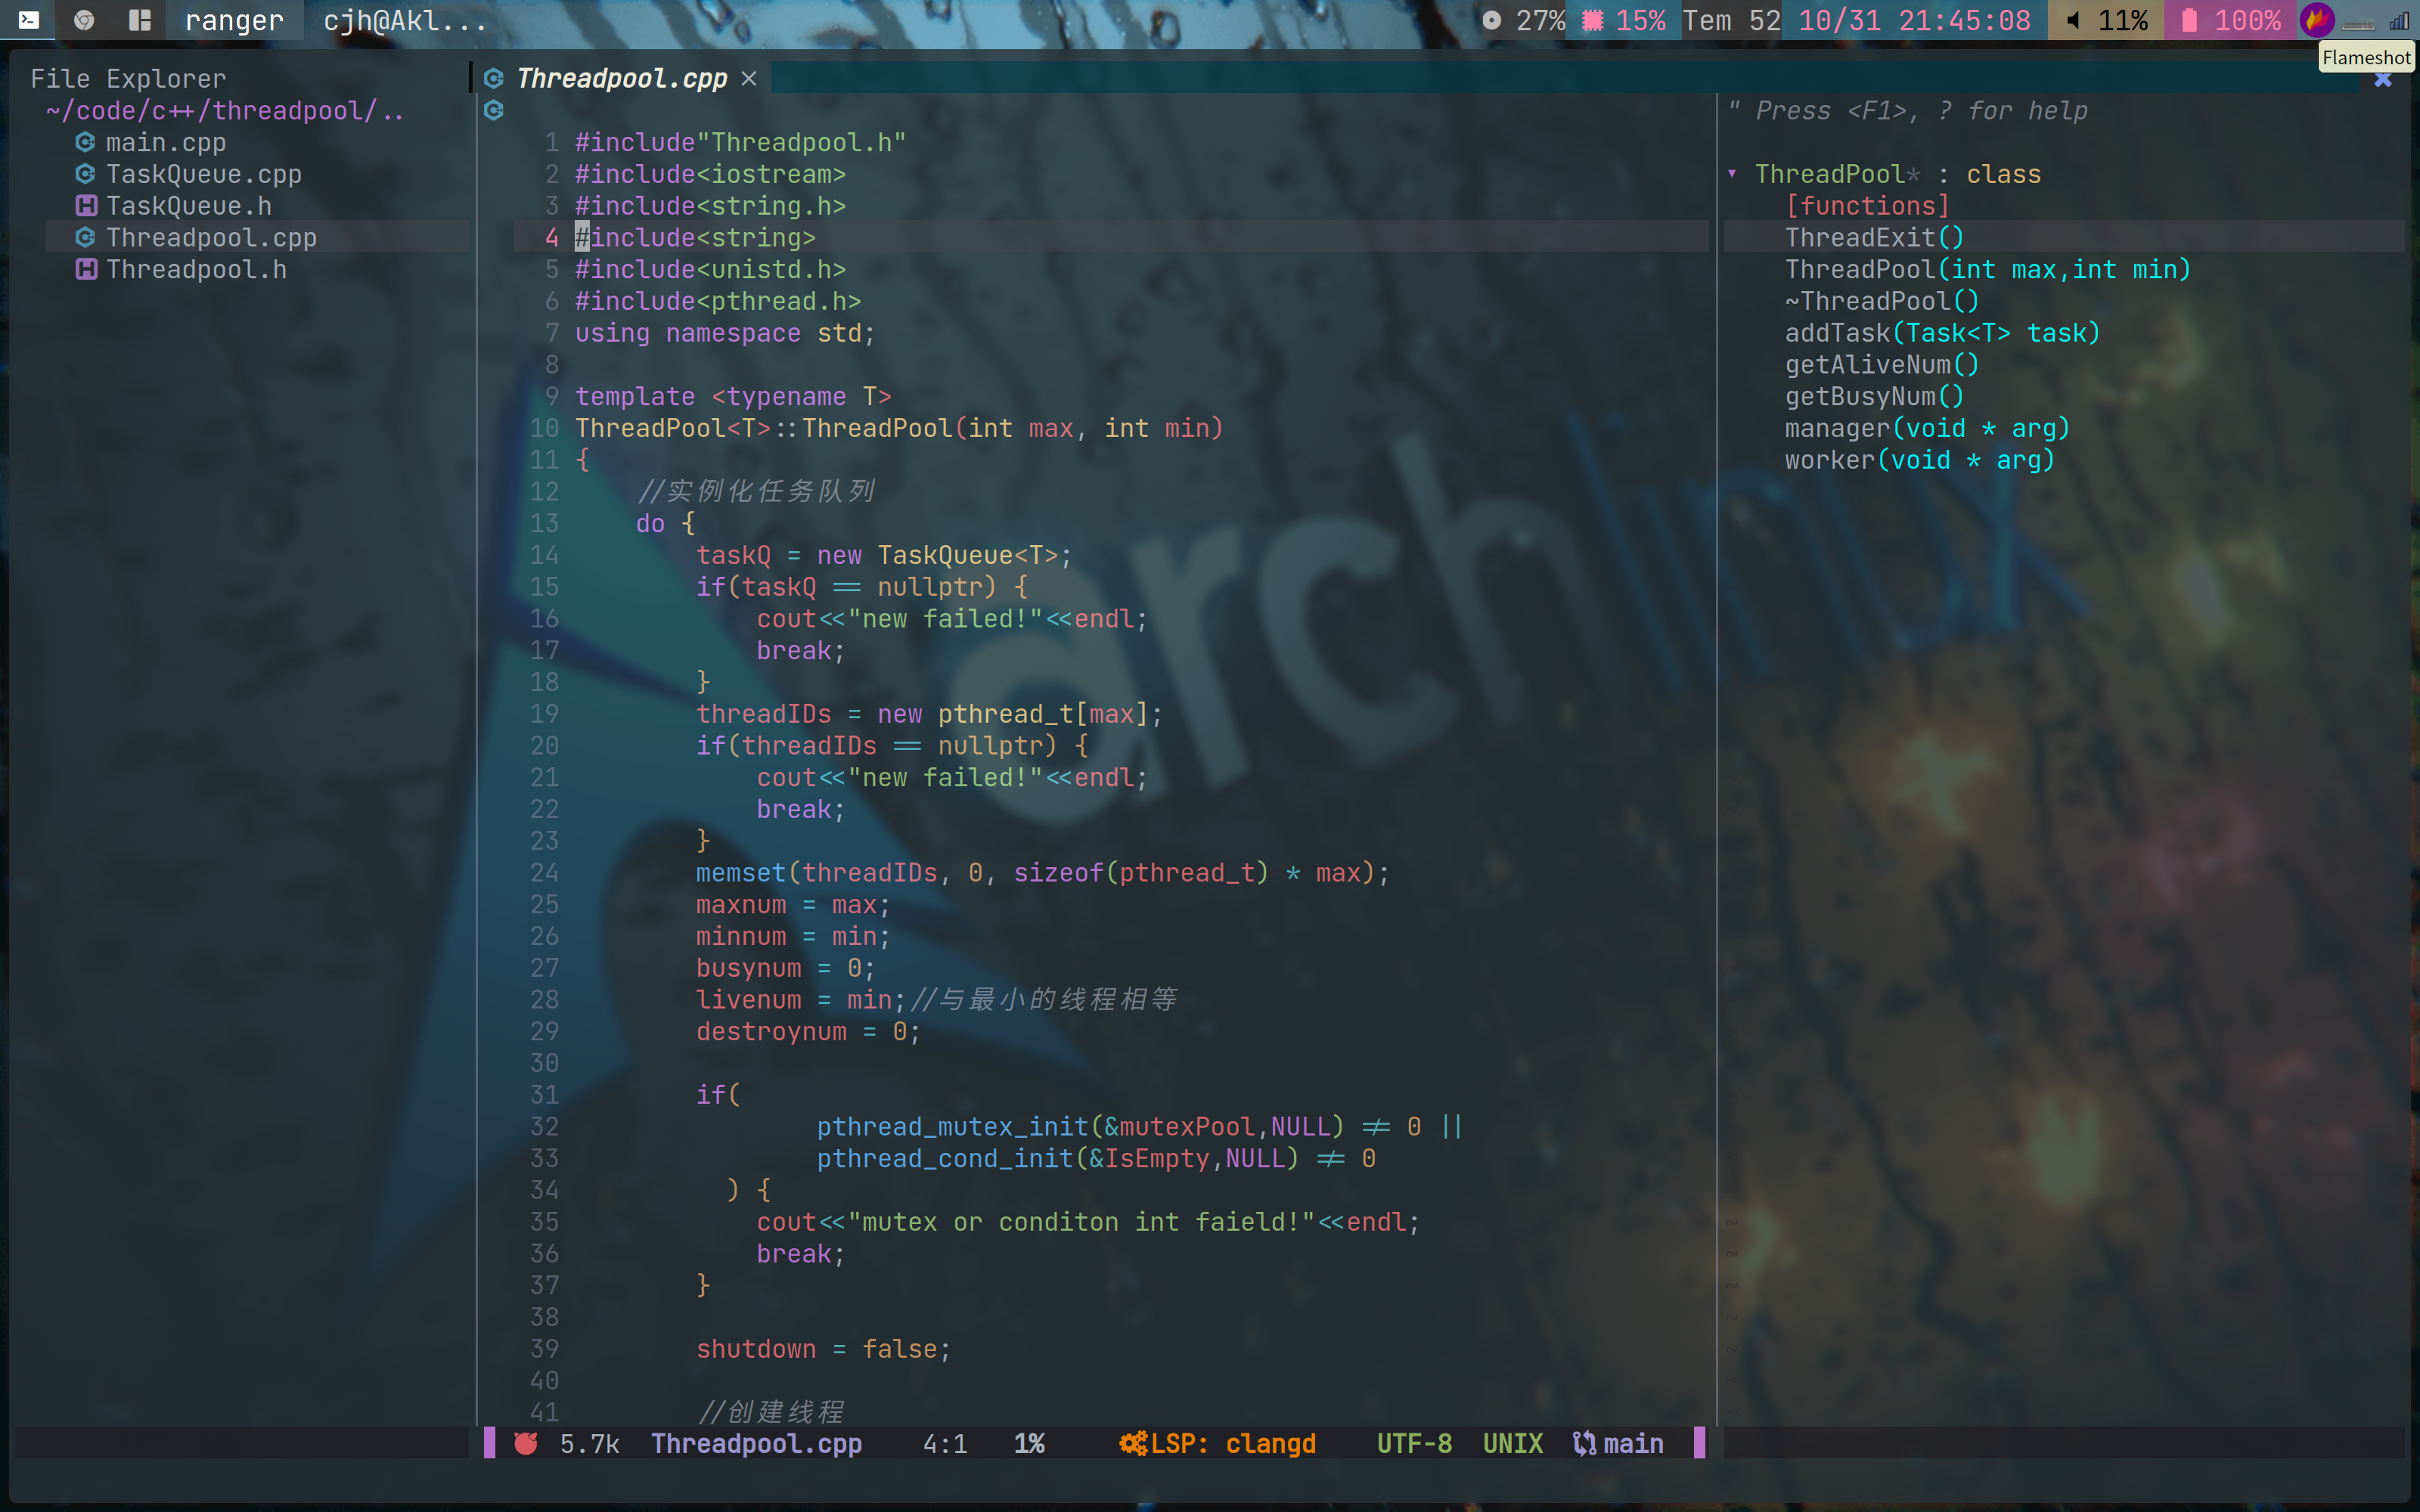 ranger cjh@Akl... 27% 15% Tem 52 10/31 21:45:08 11% 100%
Flameshot
File Explorer
~/code/c++/threadpool/..
main.cpp
TaskQueue.cpp
TaskQueue.h
Threadpool.cpp
Threadpool.h
Threadpool.cpp ×
1 #include"Threadpool.h"
2 #include<iostream>
3 #include<string.h>
4 #include<string>
5 #include<unistd.h>
6 #include<pthread.h>
7 using namespace std;
8
9 template <typename T>
10 ThreadPool<T>::ThreadPool(int max, int min)
11 {
12     //实例化任务队列
13     do {
14         taskQ = new TaskQueue<T>;
15         if(taskQ == nullptr) {
16             cout<<"new failed!"<<endl;
17             break;
18         }
19         threadIDs = new pthread_t[max];
20         if(threadIDs == nullptr) {
21             cout<<"new failed!"<<endl;
22             break;
23         }
24         memset(threadIDs, 0, sizeof(pthread_t) * max);
25         maxnum = max;
26         minnum = min;
27         busynum = 0;
28         livenum = min;//与最小的线程相等
29         destroynum = 0;
30
31         if(
32                 pthread_mutex_init(&mutexPool,NULL) != 0 ||
33                 pthread_cond_init(&IsEmpty,NULL) != 0
34           ) {
35             cout<<"mutex or conditon int faield!"<<endl;
36             break;
37         }
38
39         shutdown = false;
40
41         //创建线程
" Press <F1>, ? for help
▾ ThreadPool* : class
[functions]
ThreadExit()
ThreadPool(int max,int min)
~ThreadPool()
addTask(Task<T> task)
getAliveNum()
getBusyNum()
manager(void * arg)
worker(void * arg)
archlinux
5.7k Threadpool.cpp 4:1 1% LSP: clangd UTF-8 UNIX main